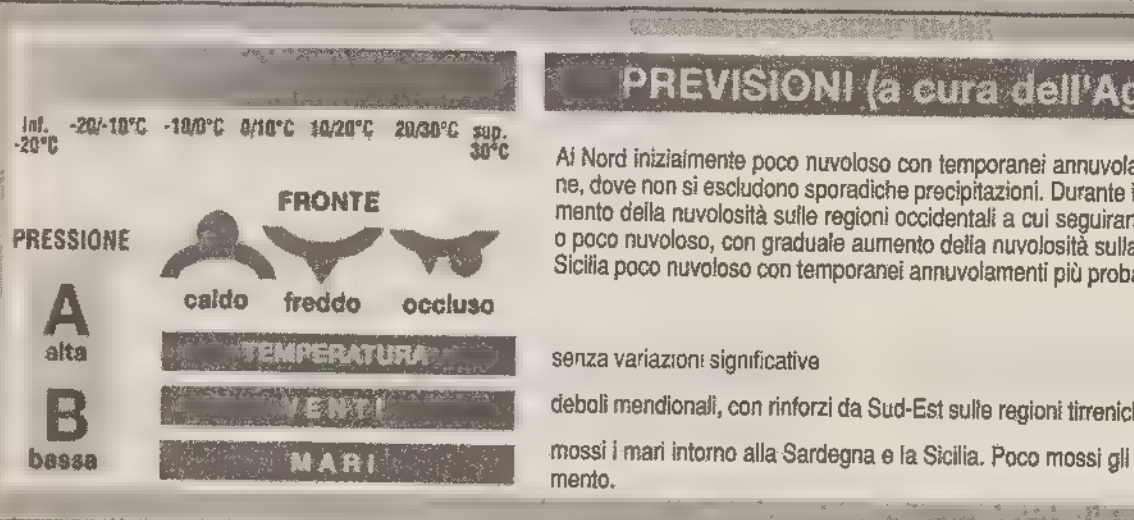 PREVISIONI (a cura dell'Ag
Inf. -20°C
-20/-10°C
-10/0°C
0/10°C
10/20°C
20/30°C
sup. 30°C
PRESSIONE
A
alta
B
bassa
FRONTE
caldo
freddo
occluso
Al Nord inizialmente poco nuvoloso con temporanei annuvola
ne, dove non si escludono sporadiche precipitazioni. Durante i
mento della nuvolosità sulle regioni occidentali a cui seguiran
o poco nuvoloso, con graduale aumento della nuvolosità sulla
Sicilia poco nuvoloso con temporanei annuvolamenti più proba
TEMPERATURA
senza variazioni significative
VENTI
deboli meridionali, con rinforzi da Sud-Est sulle regioni tirrenich
MARI
mossi i mari intorno alla Sardegna e la Sicilia. Poco mossi gli
mento.